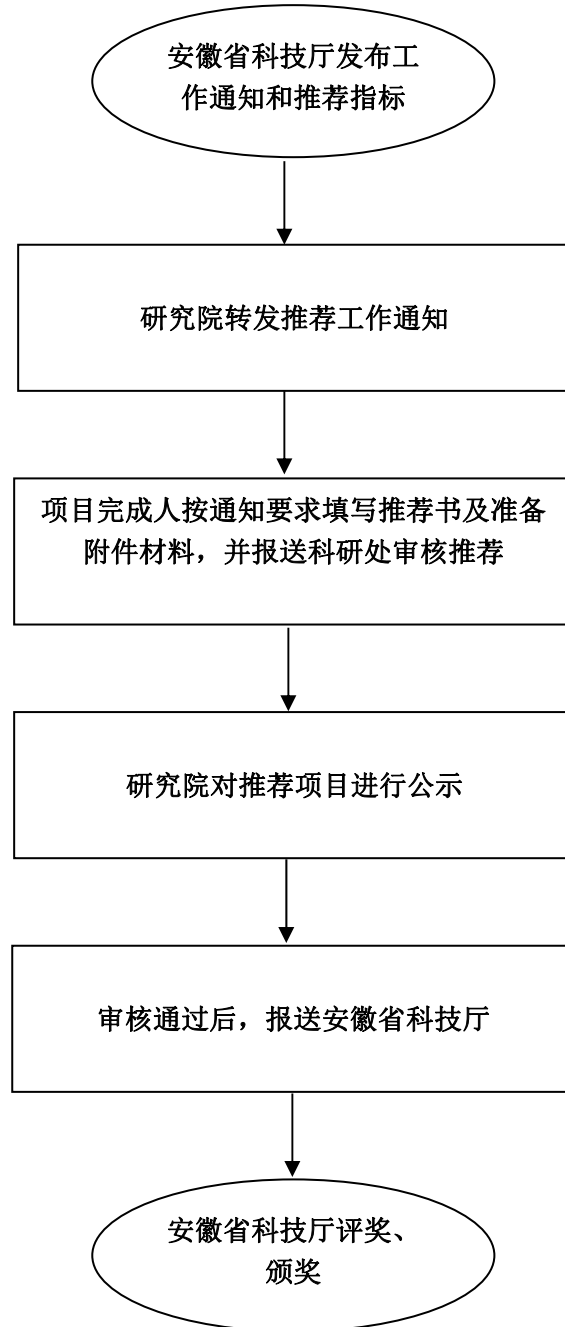 安徽省科技厅发布工
作通知和推荐指标
研究院转发推荐工作通知
项目完成人按通知要求填写推荐书及准备
附件材料，并报送科研处审核推荐
研究院对推荐项目进行公示
审核通过后，报送安徽省科技厅
安徽省科技厅评奖、
颁奖